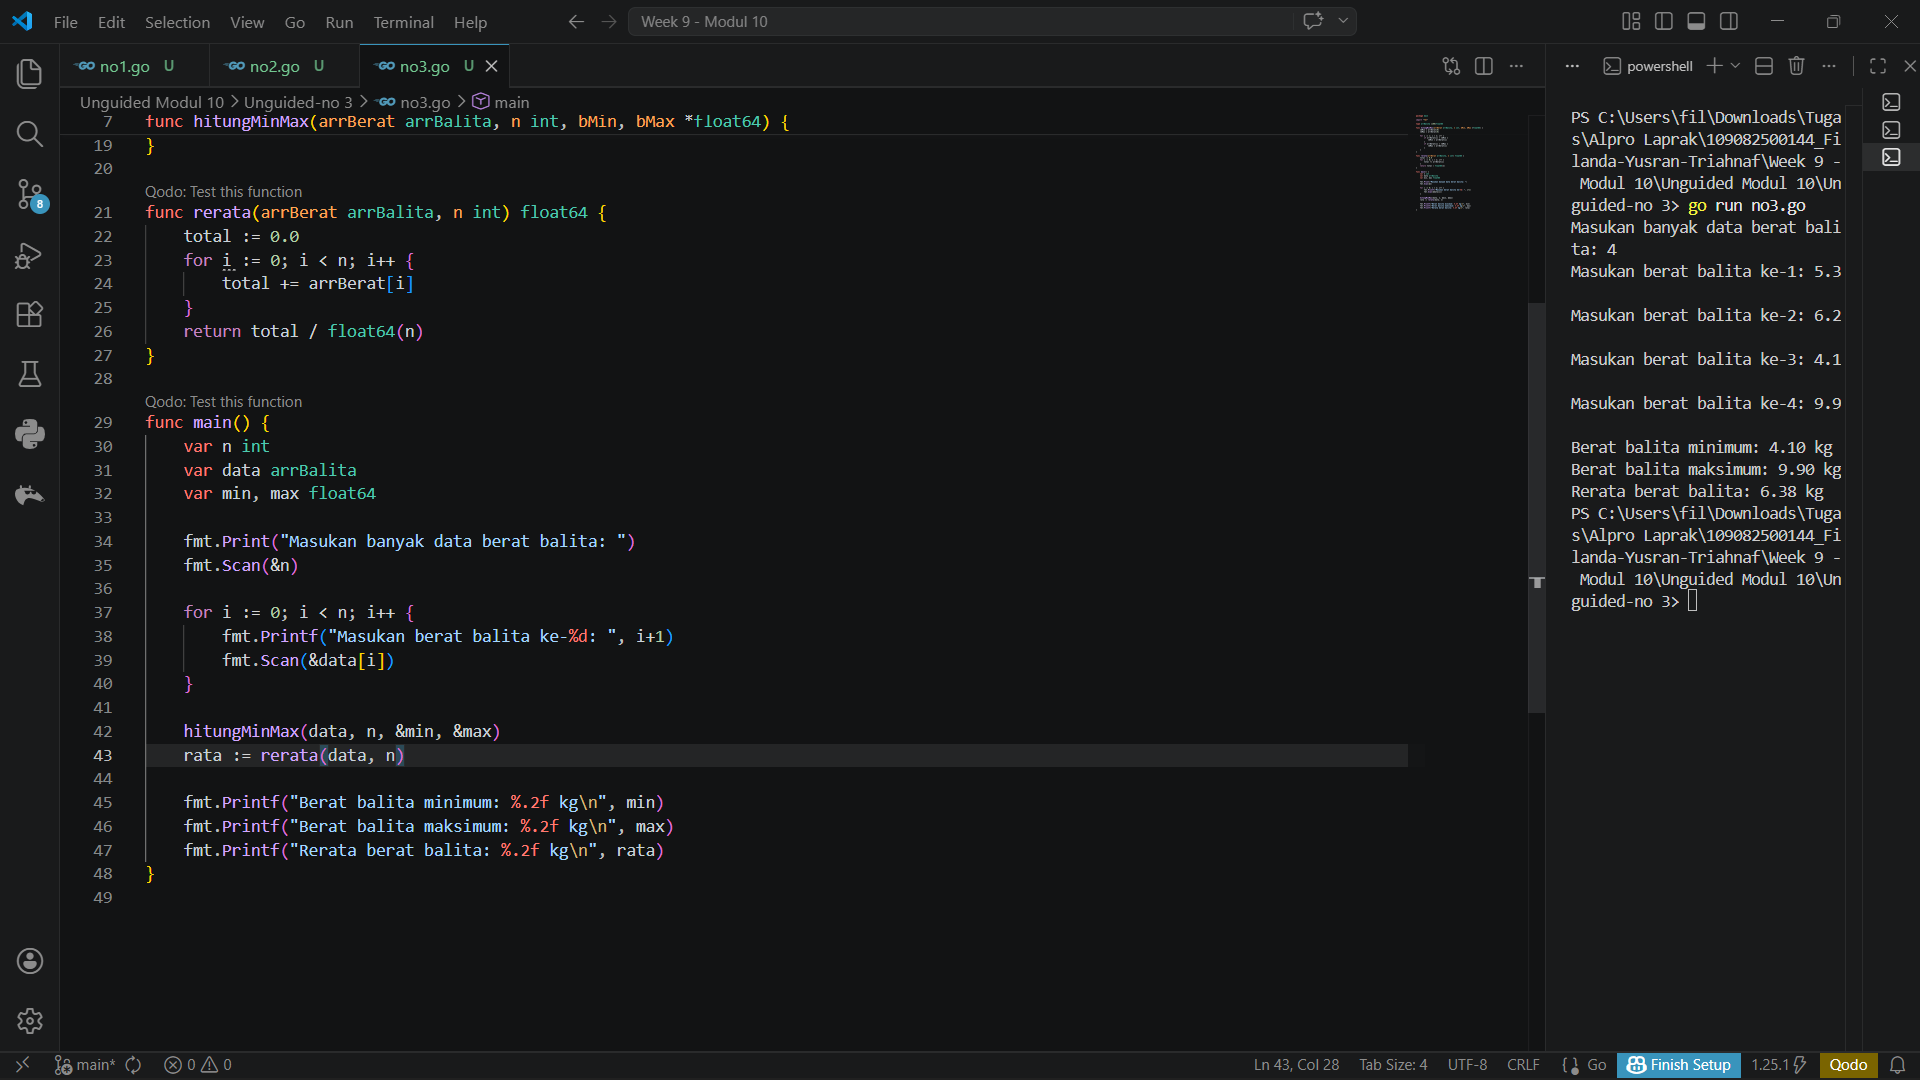 File Edit Selection View Go Run Terminal Help
Week 9 - Modul 10
no1.go U
no2.go U
no3.go U
Unguided Modul 10 > Unguided-no 3 > no3.go > main
7 func hitungMinMax(arrBerat arrBalita, n int, bMin, bMax *float64) {
19 }
20
Qodo: Test this function
21 func rerata(arrBerat arrBalita, n int) float64 {
22 total := 0.0
23 for i := 0; i < n; i++ {
24 total += arrBerat[i]
25 }
26 return total / float64(n)
27 }
28
Qodo: Test this function
29 func main() {
30 var n int
31 var data arrBalita
32 var min, max float64
33
34 fmt.Print("Masukan banyak data berat balita: ")
35 fmt.Scan(&n)
36
37 for i := 0; i < n; i++ {
38 fmt.Printf("Masukan berat balita ke-%d: ", i+1)
39 fmt.Scan(&data[i])
40 }
41
42 hitungMinMax(data, n, &min, &max)
43 rata := rerata(data, n)
44
45 fmt.Printf("Berat balita minimum: %.2f kg\n", min)
46 fmt.Printf("Berat balita maksimum: %.2f kg\n", max)
47 fmt.Printf("Rerata berat balita: %.2f kg\n", rata)
48 }
49
powershell
PS C:\Users\fil\Downloads\Tuga
s\Alpro Laprak\109082500144_Fi
landa-Yusran-Triahnaf\Week 9 -
Modul 10\Unguided Modul 10\Un
guided-no 3> go run no3.go
Masukan banyak data berat bali
ta: 4
Masukan berat balita ke-1: 5.3
Masukan berat balita ke-2: 6.2
Masukan berat balita ke-3: 4.1
Masukan berat balita ke-4: 9.9
Berat balita minimum: 4.10 kg
Berat balita maksimum: 9.90 kg
Rerata berat balita: 6.38 kg
PS C:\Users\fil\Downloads\Tuga
s\Alpro Laprak\109082500144_Fi
landa-Yusran-Triahnaf\Week 9 -
Modul 10\Unguided Modul 10\Un
guided-no 3>
8
main* 0 0
Ln 43, Col 28 Tab Size: 4 UTF-8 CRLF Go Finish Setup 1.25.1 Qodo